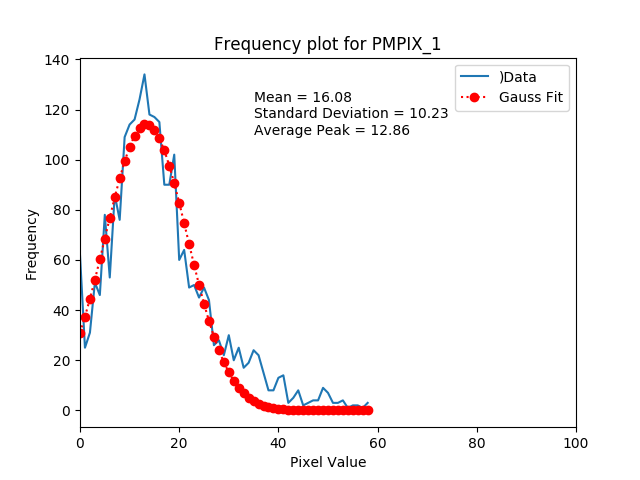 Frequency plot for PMPIX_1
)Data
Gauss Fit
Mean = 16.08
Standard Deviation = 10.23
Average Peak = 12.86
Frequency
140
120
100
80
60
40
20
0
0 20 40 60 80 100
Pixel Value